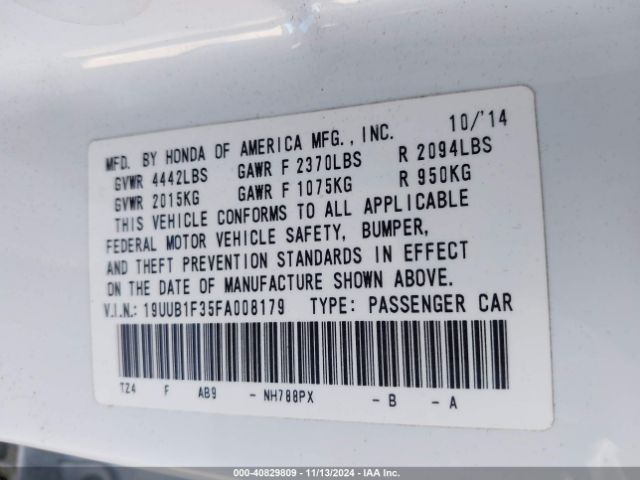 MFD. BY HONDA OF AMERICA MFG., INC. 10/'14
GVWR 4442LBS GAWR F 2370LBS R 2094LBS
GVWR 2015KG GAWR F 1075KG R 950KG
THIS VEHICLE CONFORMS TO ALL APPLICABLE
FEDERAL MOTOR VEHICLE SAFETY, BUMPER,
AND THEFT PREVENTION STANDARDS IN EFFECT
ON THE DATE OF MANUFACTURE SHOWN ABOVE.
V.I.N.: 19UUB1F35FA008179 TYPE: PASSENGER CAR
TZ4 F AB9 - NH788PX - B - A
000-40829809 - 11/13/2024 - IAA Inc.